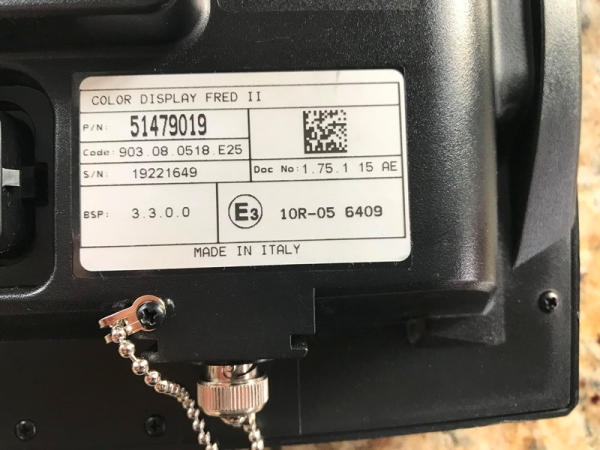 COLOR DISPLAY FRED II
P/N: 51479019
Code: 903.08 0518.E25
S/N: 19221649
Doc No: 1.75.1 15 AE
BSP: 3.3.0.0
E3 10R-05 6409
MADE IN ITALY